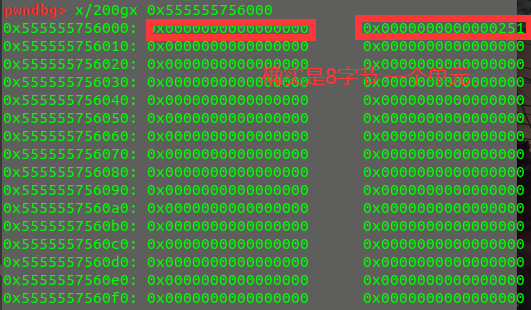 pwndbg> x/200gx 0x555555756000
0x555555756000: 0x0000000000000000 0x0000000000000251
0x555555756010: 0x0000000000000000 0x0000000000000000
0x555555756020: 0x0000000000000000 0x0000000000000000
0x555555756030: 0x0000000000000000 0x0000000000000000
确实是8字节 一个单元
0x555555756040: 0x0000000000000000 0x0000000000000000
0x555555756050: 0x0000000000000000 0x0000000000000000
0x555555756060: 0x0000000000000000 0x0000000000000000
0x555555756070: 0x0000000000000000 0x0000000000000000
0x555555756080: 0x0000000000000000 0x0000000000000000
0x555555756090: 0x0000000000000000 0x0000000000000000
0x5555557560a0: 0x0000000000000000 0x0000000000000000
0x5555557560b0: 0x0000000000000000 0x0000000000000000
0x5555557560c0: 0x0000000000000000 0x0000000000000000
0x5555557560d0: 0x0000000000000000 0x0000000000000000
0x5555557560e0: 0x0000000000000000 0x0000000000000000
0x5555557560f0: 0x0000000000000000 0x0000000000000000